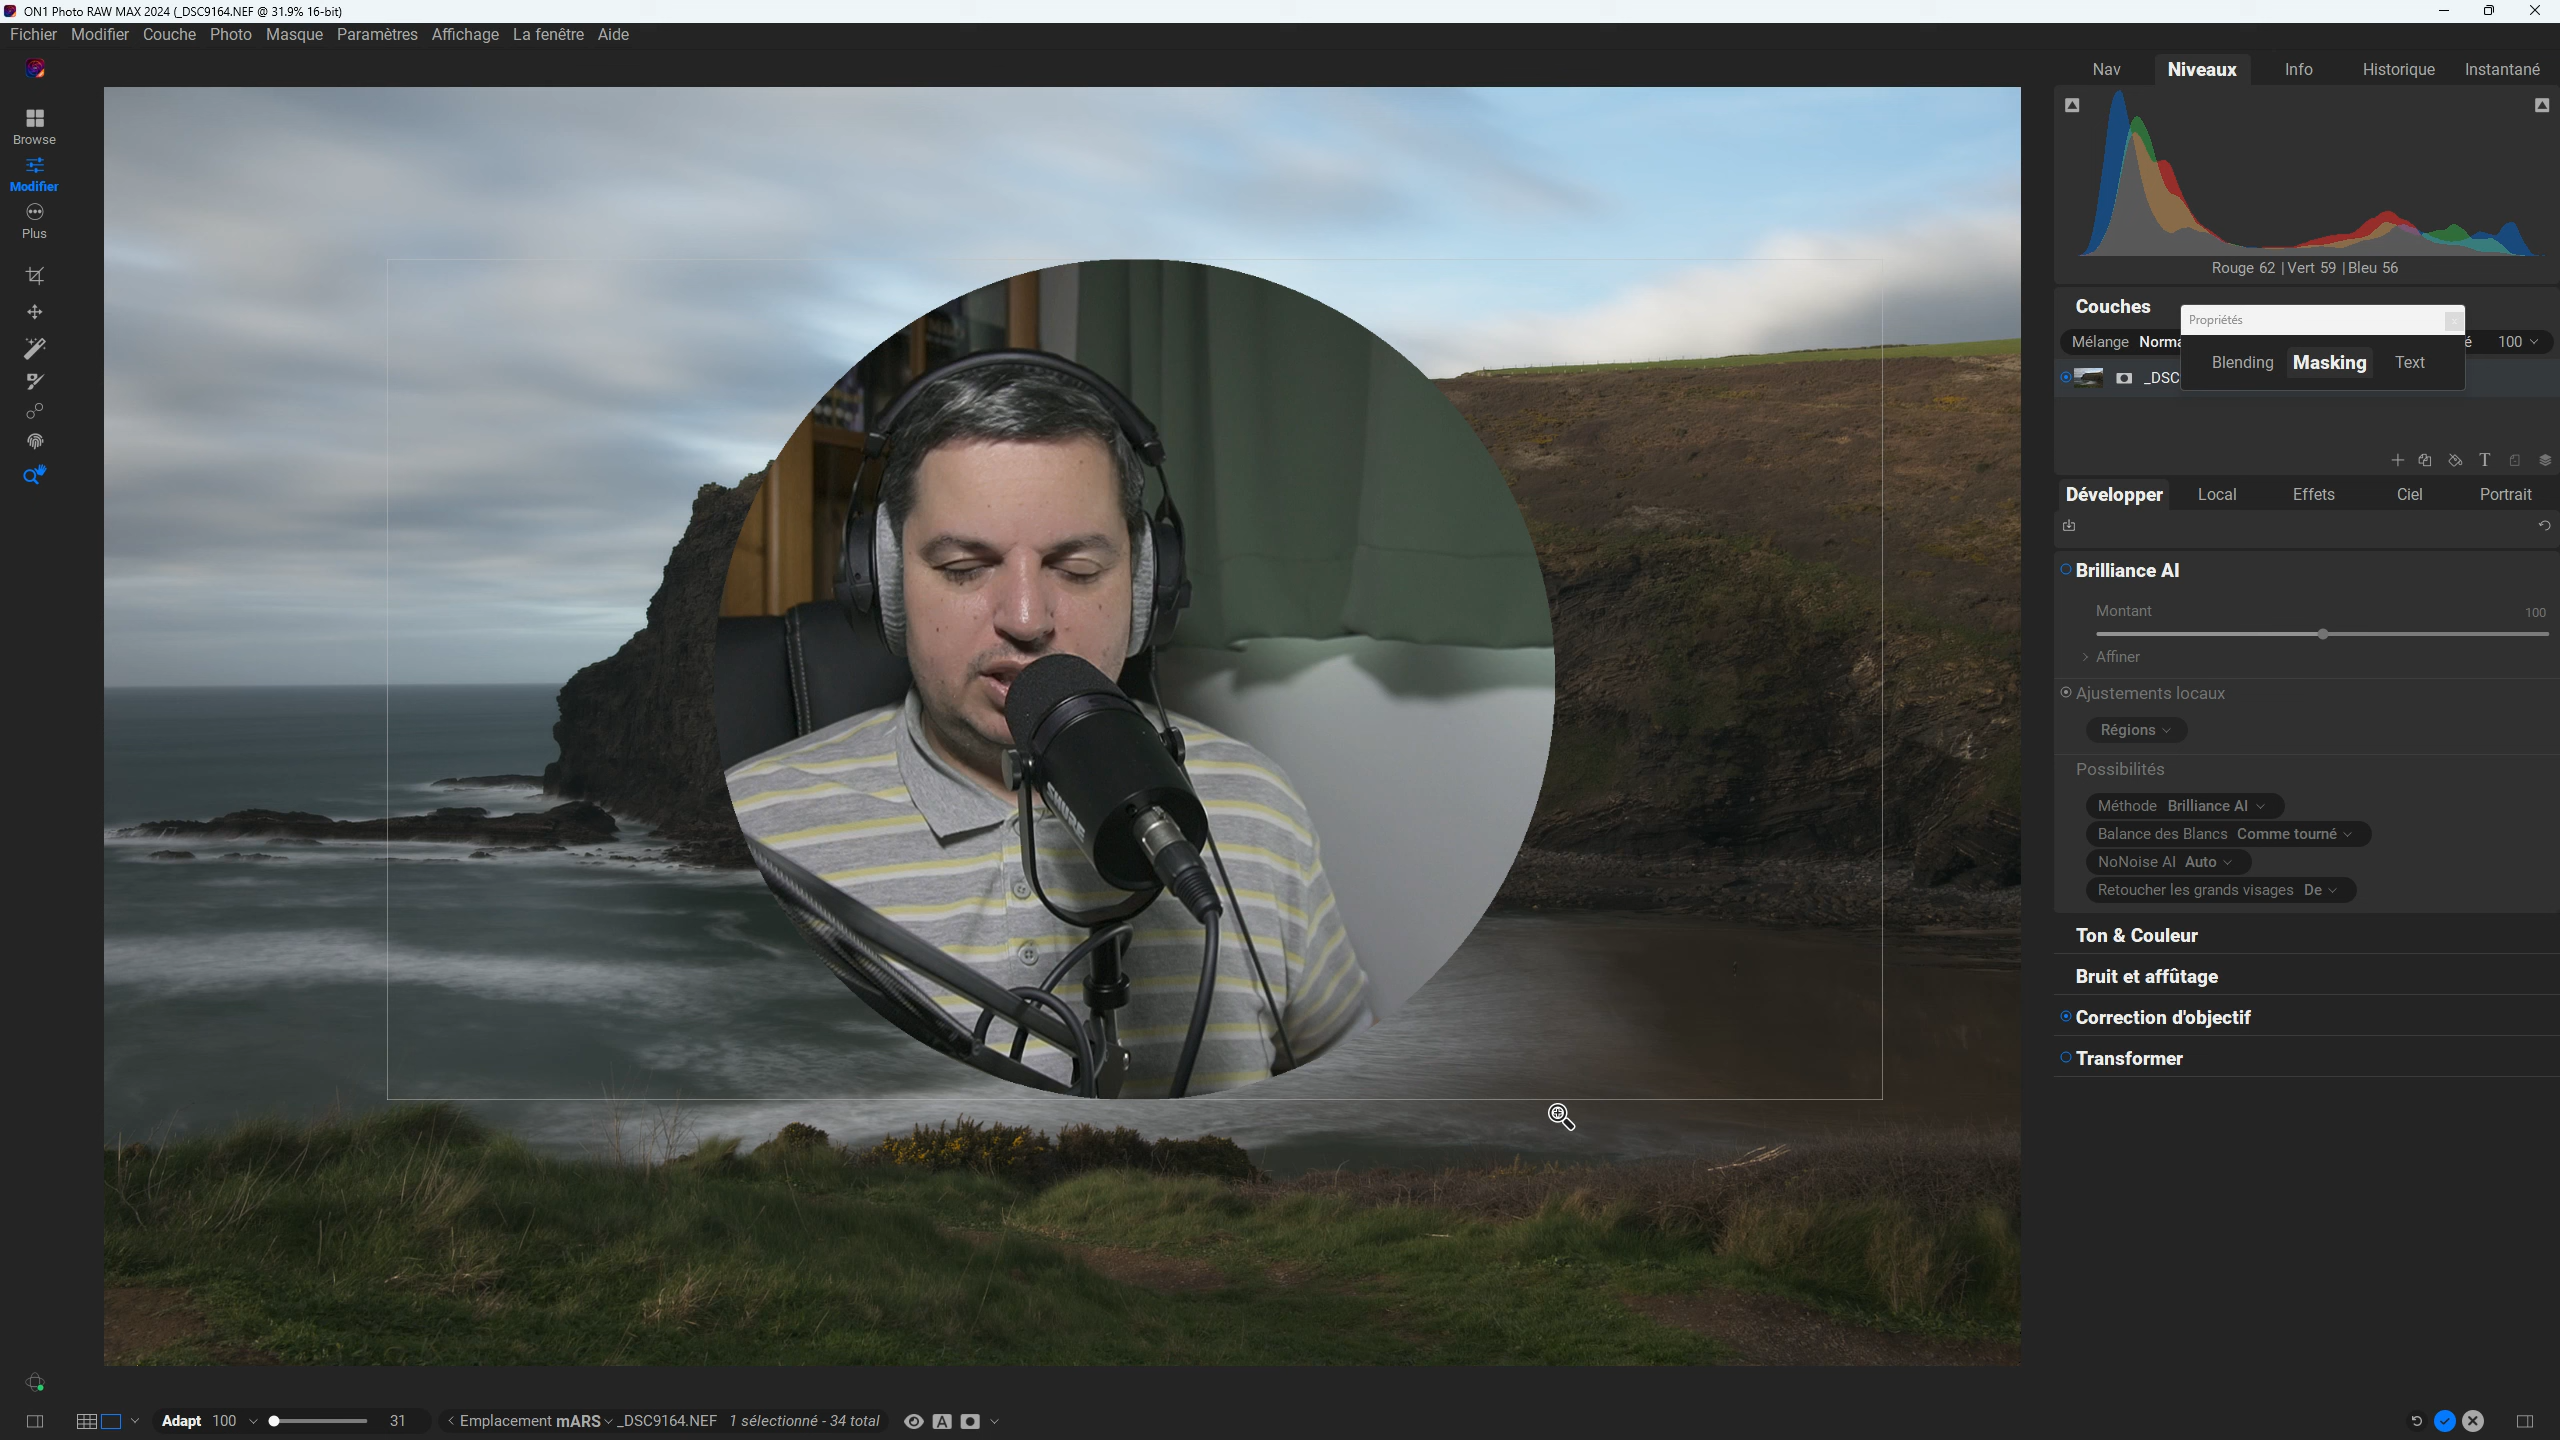 ON1 Photo RAW MAX 2024 (_DSC9164.NEF @ 31.9% 16-bit)
Fichier Modifier Couche Photo Masque Paramètres Affichage La fenêtre Aide
Browse
Modifier
Plus
Nav Niveaux Info Historique Instantané
Rouge 62 | Vert 59 | Bleu 56
Couches
Propriétés
Mélange Norma
é 100
Blending Masking Text
_DSC
Développer Local Effets Ciel Portrait
Brilliance AI
Montant 100
Affiner
Ajustements locaux
Régions
Possibilités
Méthode Brilliance AI
Balance des Blancs Comme tourné
NoNoise AI Auto
Retoucher les grands visages De
Ton & Couleur
Bruit et affûtage
Correction d'objectif
Transformer
SHURE
Adapt 100 31 < Emplacement mARS _DSC9164.NEF 1 sélectionné - 34 total A